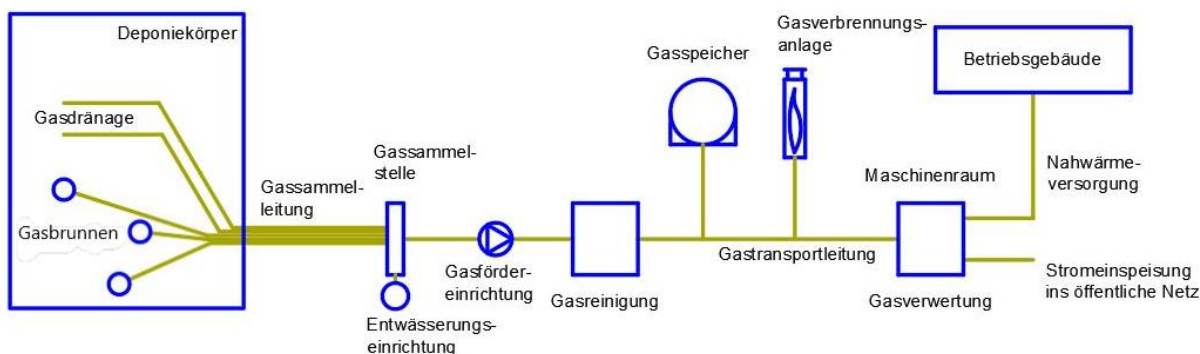 Deponiekörper
Gasdränage
Gasbrunnen
Gassammel-
leitung
Gassammel-
stelle
Entwässerungs-
einrichtung
Gasförder-
einrichtung
Gasreinigung
Gasspeicher
Gasverbrennungs-
anlage
Gastransportleitung
Maschinenraum
Gasverwertung
Betriebsgebäude
Nahwärme-
versorgung
Stromeinspeisung
ins öffentliche Netz